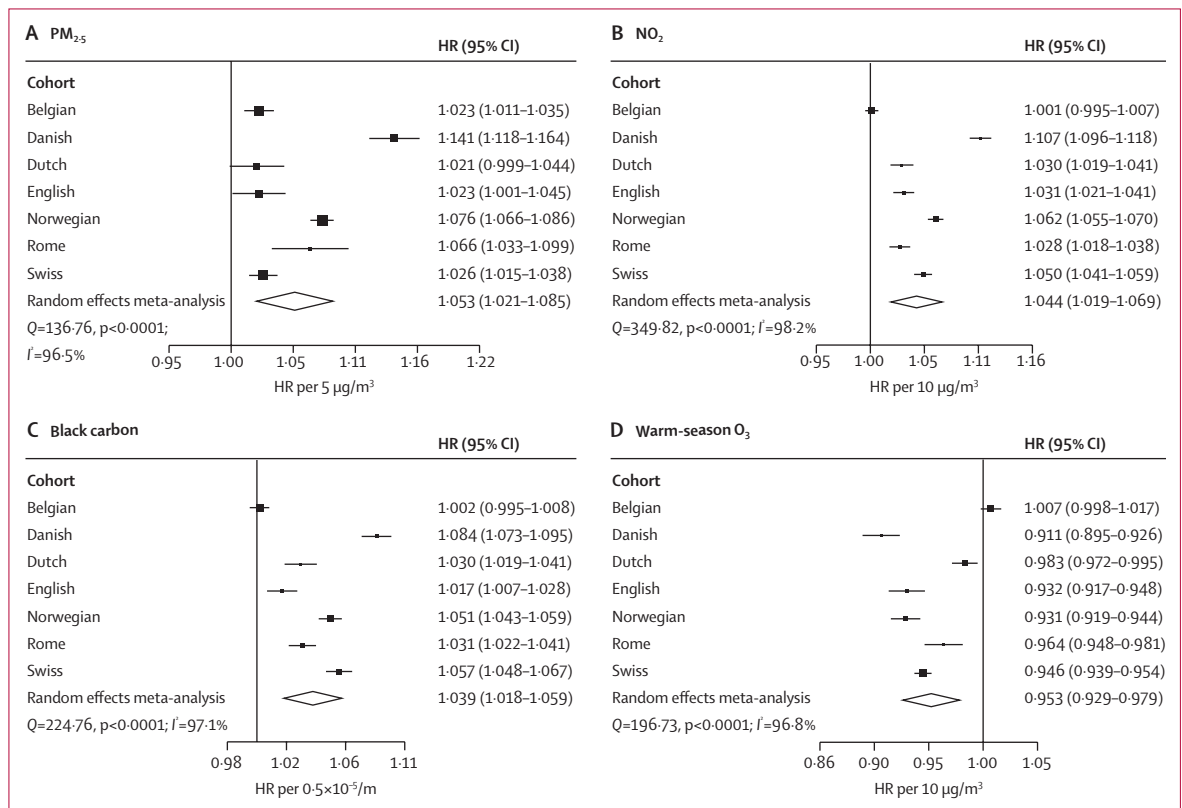 A PM2·5
HR (95% CI)
Cohort
Belgian 1·023 (1·011–1·035)
Danish 1·141 (1·118–1·164)
Dutch 1·021 (0·999–1·044)
English 1·023 (1·001–1·045)
Norwegian 1·076 (1·066–1·086)
Rome 1·066 (1·033–1·099)
Swiss 1·026 (1·015–1·038)
Random effects meta-analysis 1·053 (1·021–1·085)
Q=136·76, p<0·0001;
I²=96·5%
0·95 1·00 1·05 1·11 1·16 1·22
HR per 5 µg/m³
B NO₂
HR (95% CI)
Cohort
Belgian 1·001 (0·995–1·007)
Danish 1·107 (1·096–1·118)
Dutch 1·030 (1·019–1·041)
English 1·031 (1·021–1·041)
Norwegian 1·062 (1·055–1·070)
Rome 1·028 (1·018–1·038)
Swiss 1·050 (1·041–1·059)
Random effects meta-analysis 1·044 (1·019–1·069)
Q=349·82, p<0·0001; I²=98·2%
0·95 1·00 1·05 1·11 1·16
HR per 10 µg/m³
C Black carbon
HR (95% CI)
Cohort
Belgian 1·002 (0·995–1·008)
Danish 1·084 (1·073–1·095)
Dutch 1·030 (1·019–1·041)
English 1·017 (1·007–1·028)
Norwegian 1·051 (1·043–1·059)
Rome 1·031 (1·022–1·041)
Swiss 1·057 (1·048–1·067)
Random effects meta-analysis 1·039 (1·018–1·059)
Q=224·76, p<0·0001; I²=97·1%
0·98 1·02 1·06 1·11
HR per 0·5×10⁻⁵/m
D Warm-season O₃
HR (95% CI)
Cohort
Belgian 1·007 (0·998–1·017)
Danish 0·911 (0·895–0·926)
Dutch 0·983 (0·972–0·995)
English 0·932 (0·917–0·948)
Norwegian 0·931 (0·919–0·944)
Rome 0·964 (0·948–0·981)
Swiss 0·946 (0·939–0·954)
Random effects meta-analysis 0·953 (0·929–0·979)
Q=196·73, p<0·0001; I²=96·8%
0·86 0·90 0·95 1·00 1·05
HR per 10 µg/m³